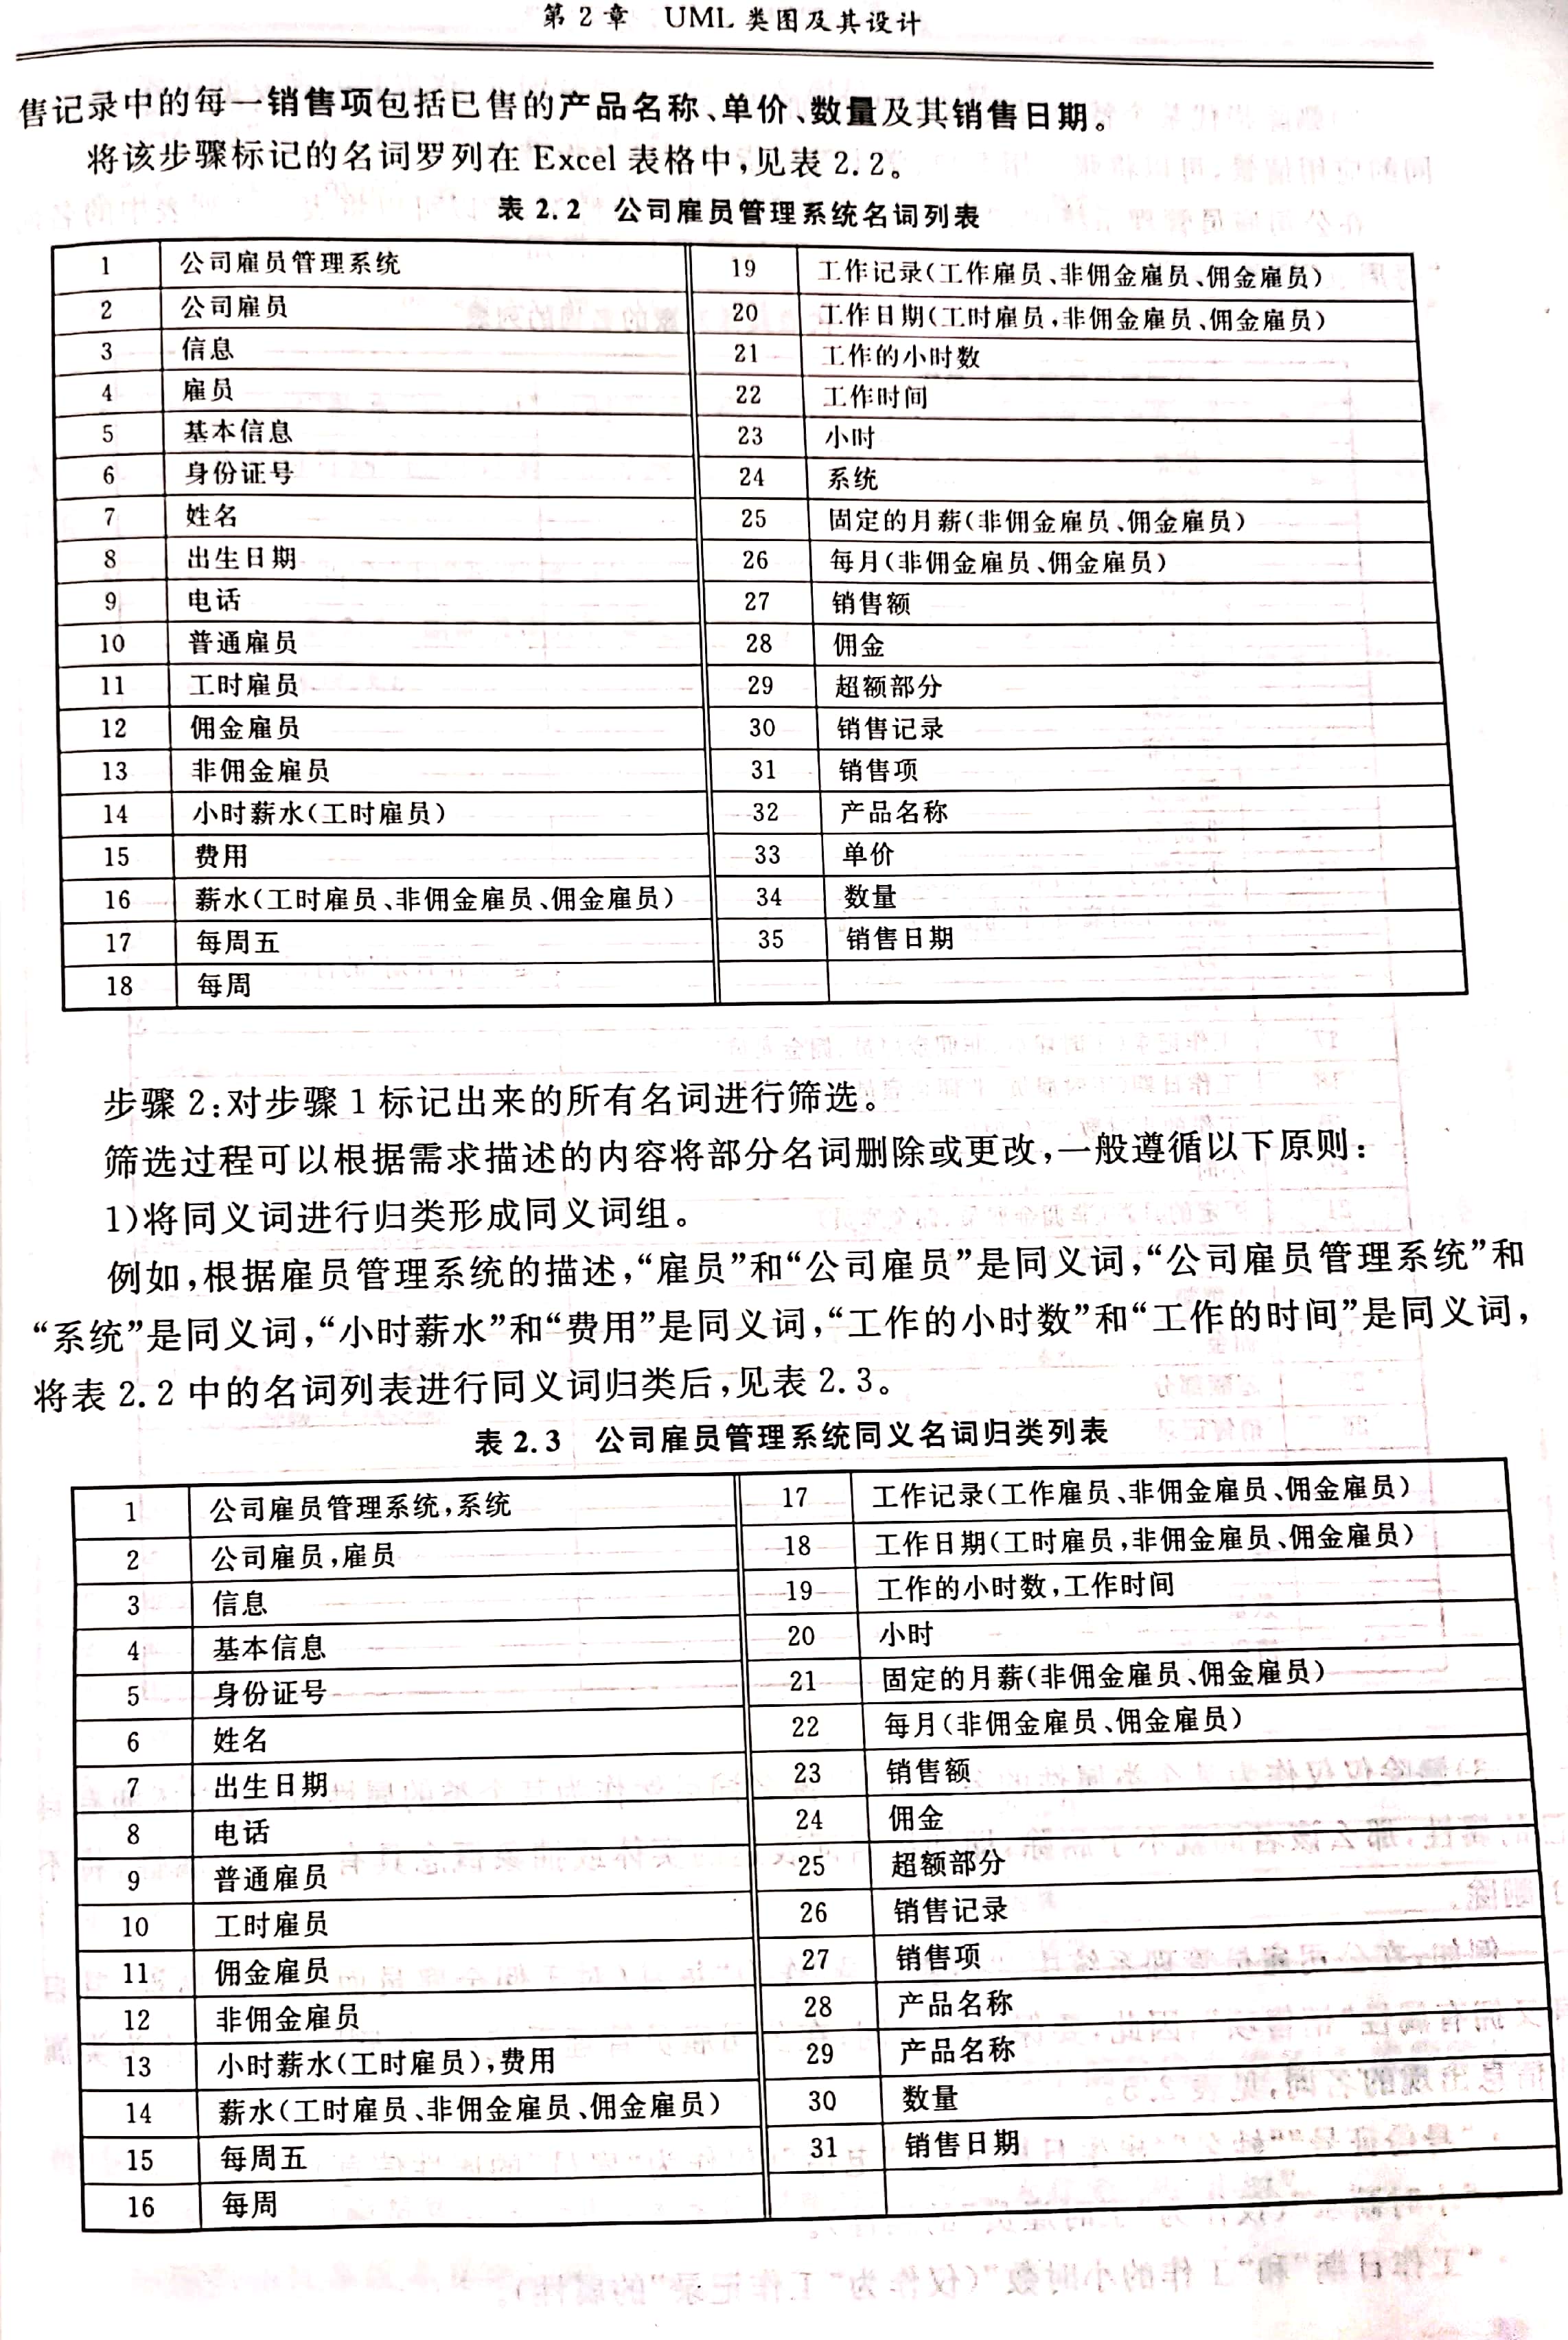 第 2 章 UML 类图及其设计
售记录中的每一销售项包括已售的产品名称、单价、数量及其销售日期。
将该步骤标记的名词罗列在 Excel 表格中,见表 2.2。
表 2.2 公司雇员管理系统名词列表
1 公司雇员管理系统 19 工作记录(工作雇员、非佣金雇员、佣金雇员)
2 公司雇员 20 工作日期(工时雇员,非佣金雇员、佣金雇员)
3 信息 21 工作的小时数
4 雇员 22 工作时间
5 基本信息 23 小时
6 身份证号 24 系统
7 姓名 25 固定的月薪(非佣金雇员、佣金雇员)
8 出生日期 26 每月(非佣金雇员、佣金雇员)
9 电话 27 销售额
10 普通雇员 28 佣金
11 工时雇员 29 超额部分
12 佣金雇员 30 销售记录
13 非佣金雇员 31 销售项
14 小时薪水(工时雇员) 32 产品名称
15 费用 33 单价
16 薪水(工时雇员、非佣金雇员、佣金雇员) 34 数量
17 每周五 35 销售日期
18 每周
步骤 2:对步骤 1 标记出来的所有名词进行筛选。
筛选过程可以根据需求描述的内容将部分名词删除或更改,一般遵循以下原则:
1)将同义词进行归类形成同义词组。
例如,根据雇员管理系统的描述,“雇员”和“公司雇员”是同义词,“公司雇员管理系统”和
“系统”是同义词,“小时薪水”和“费用”是同义词,“工作的小时数”和“工作的时间”是同义词,
将表 2.2 中的名词列表进行同义词归类后,见表 2.3。
表 2.3 公司雇员管理系统同义名词归类列表
1 公司雇员管理系统,系统 17 工作记录(工作雇员、非佣金雇员、佣金雇员)
2 公司雇员,雇员 18 工作日期(工时雇员,非佣金雇员、佣金雇员)
3 信息 19 工作的小时数,工作时间
4 基本信息 20 小时
5 身份证号 21 固定的月薪(非佣金雇员、佣金雇员)
6 姓名 22 每月(非佣金雇员、佣金雇员)
7 出生日期 23 销售额
8 电话 24 佣金
9 普通雇员 25 超额部分
10 工时雇员 26 销售记录
11 佣金雇员 27 销售项
12 非佣金雇员 28 产品名称
13 小时薪水(工时雇员),费用 29 产品名称
14 薪水(工时雇员、非佣金雇员、佣金雇员) 30 数量
15 每周五 31 销售日期
16 每周